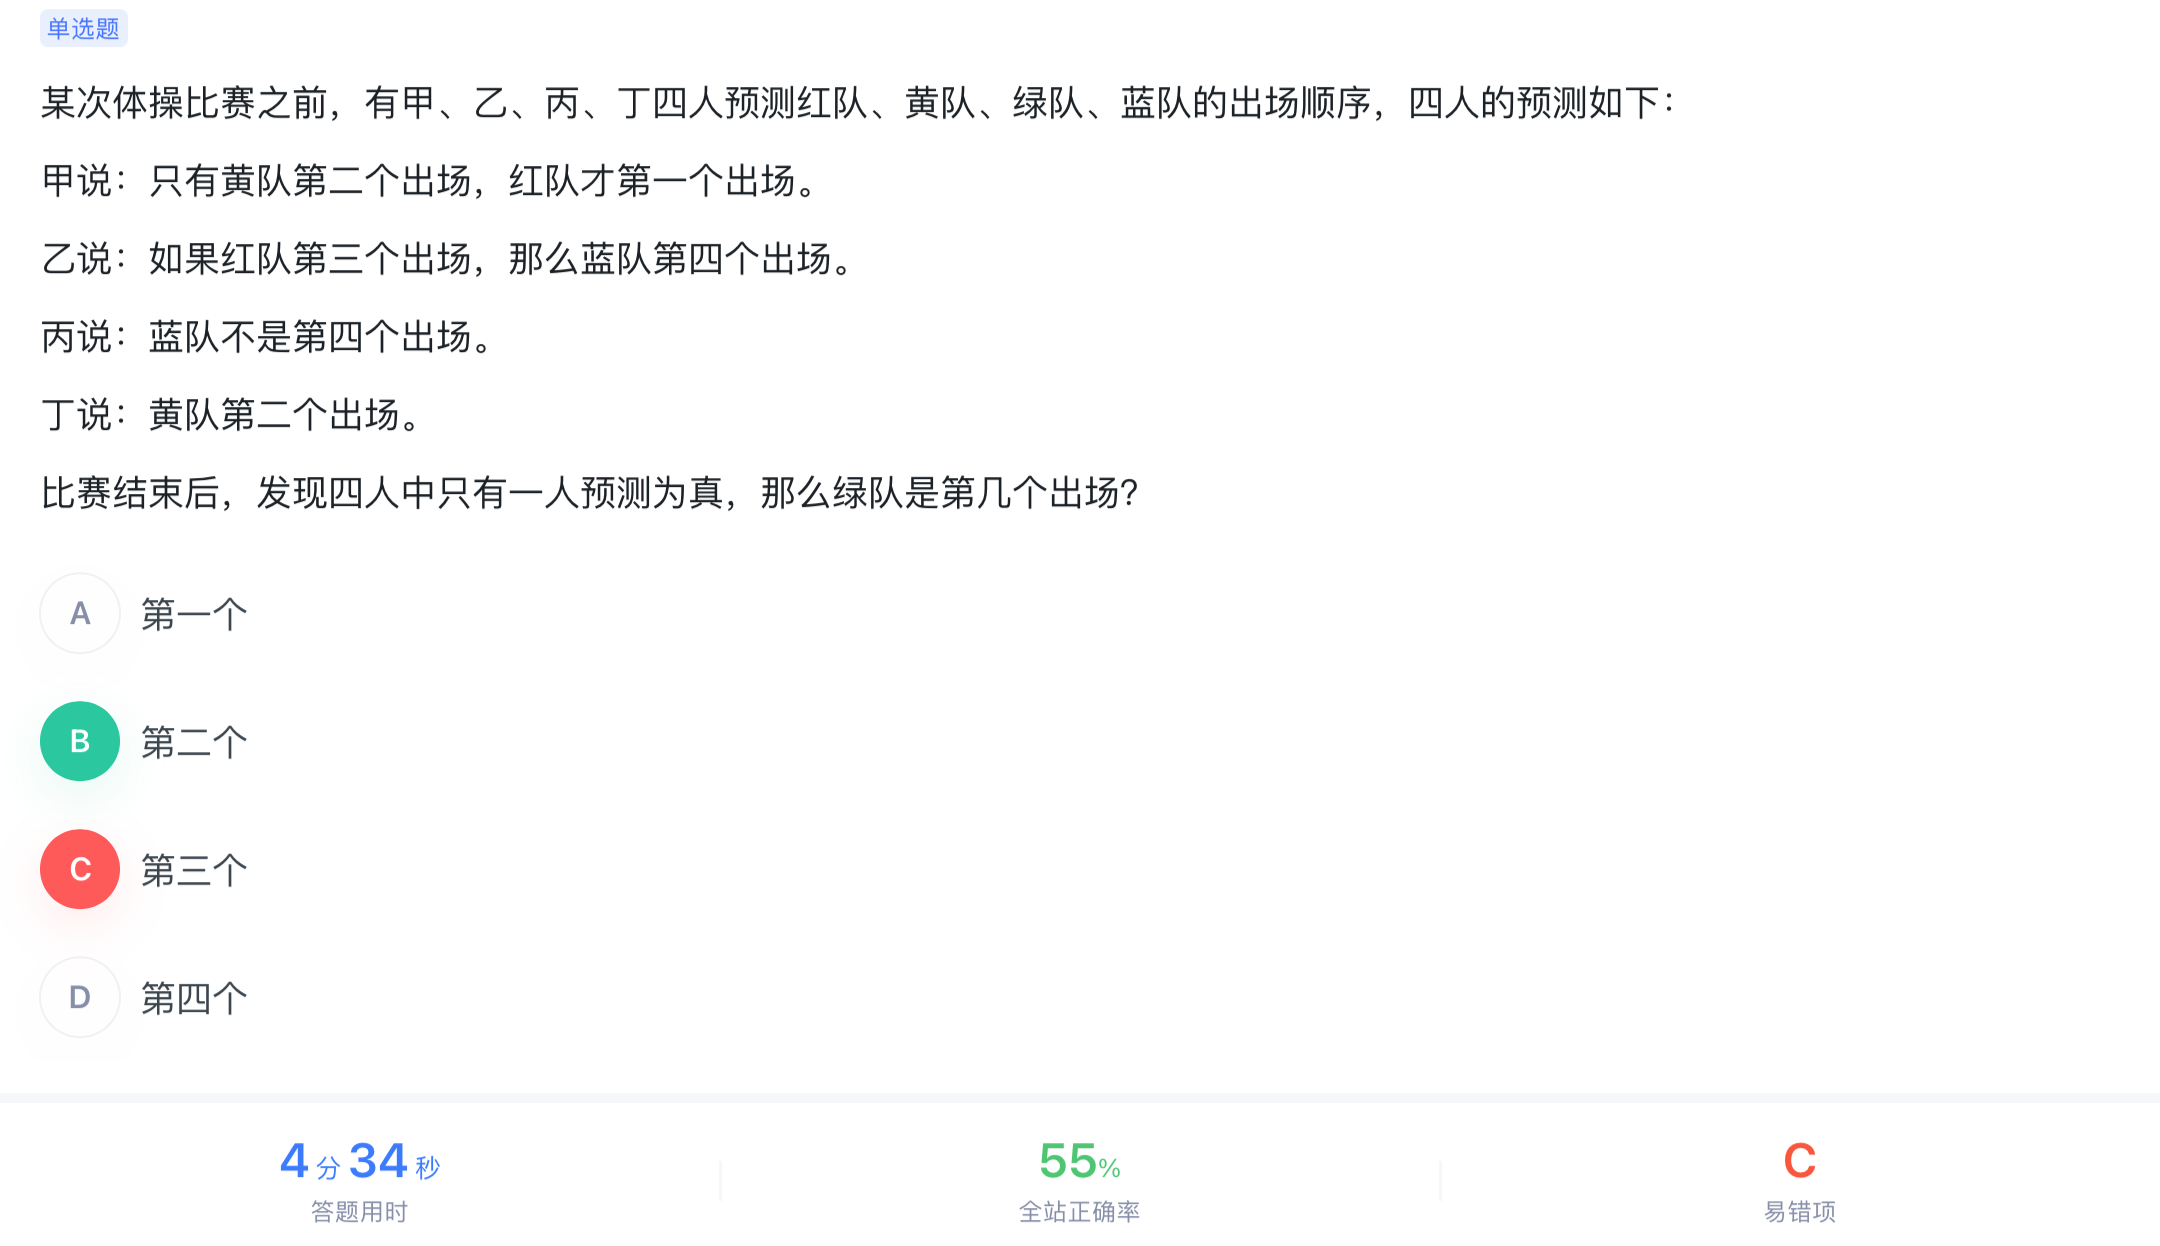 单选题
某次体操比赛之前，有甲、乙、丙、丁四人预测红队、黄队、绿队、蓝队的出场顺序，四人的预测如下：
甲说：只有黄队第二个出场，红队才第一个出场。
乙说：如果红队第三个出场，那么蓝队第四个出场。
丙说：蓝队不是第四个出场。
丁说：黄队第二个出场。
比赛结束后，发现四人中只有一人预测为真，那么绿队是第几个出场?
A 第一个
B 第二个
C 第三个
D 第四个
4分34秒 55% C
答题用时 全站正确率 易错项